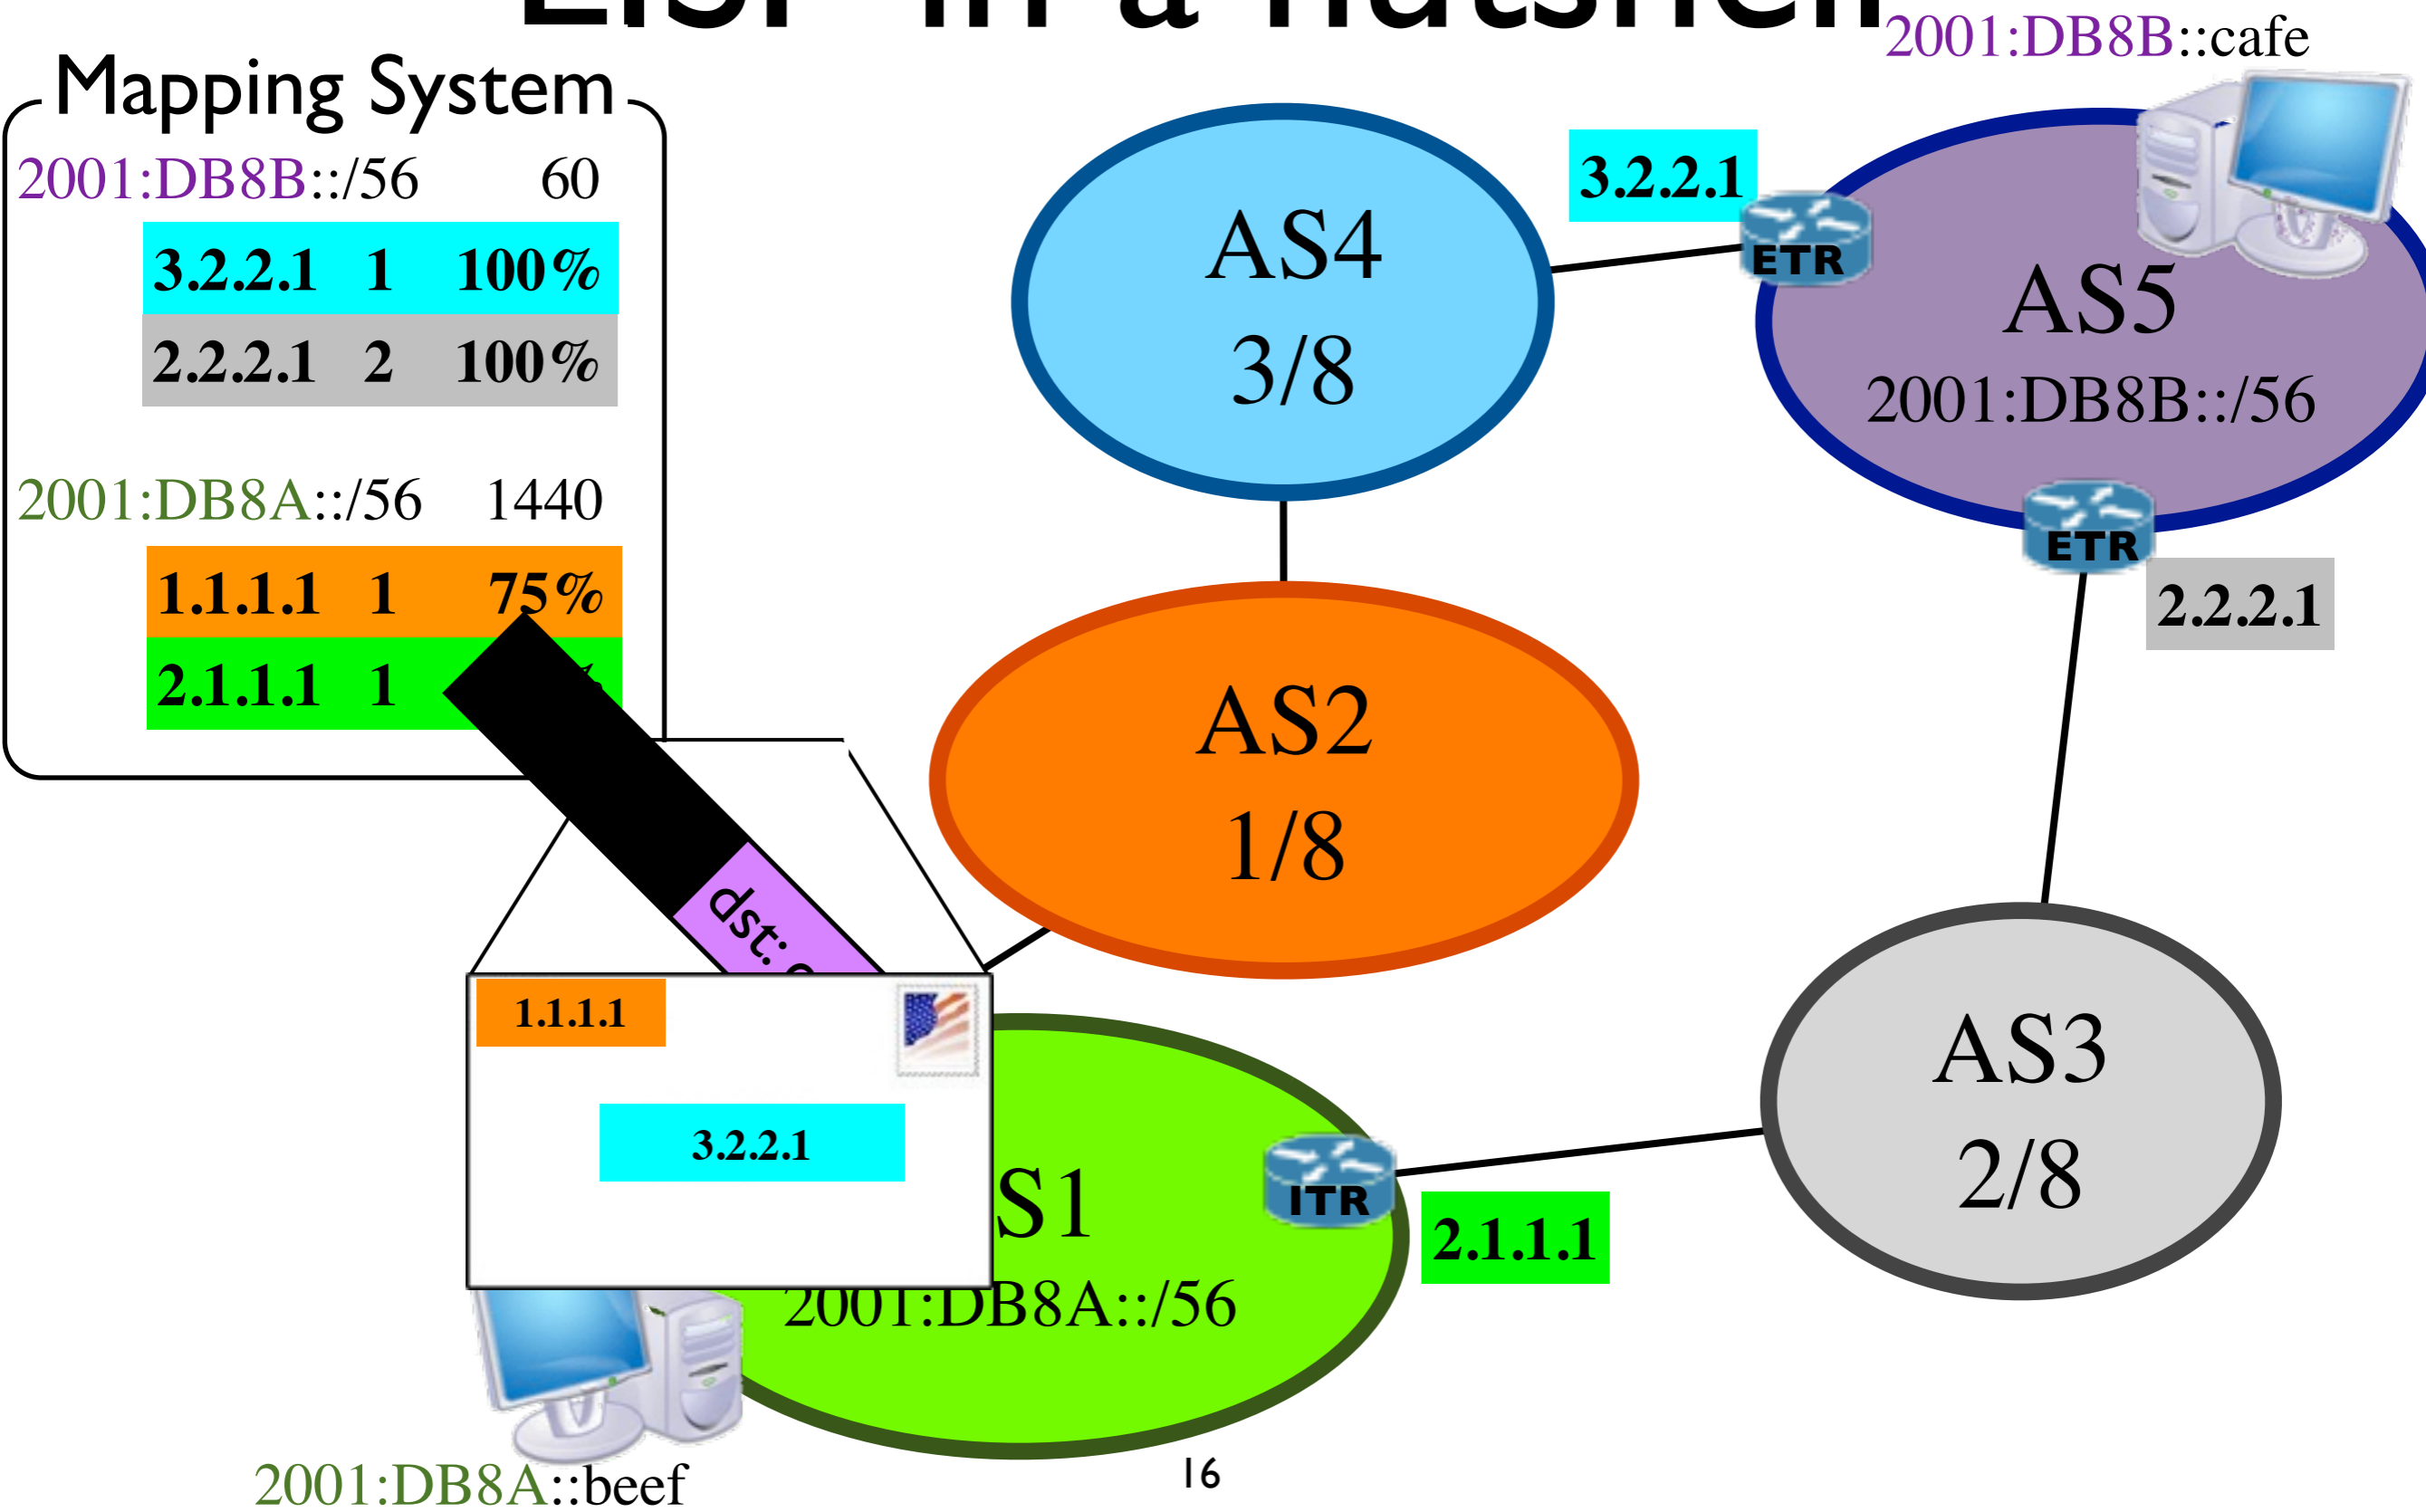 in a nutshell
2001:DB8B::cafe
Mapping System
2001:DB8B::/56 60
3.2.2.1 1 100%
2.2.2.1 2 100%
2001:DB8A::/56 1440
1.1.1.1 1 75%
2.1.1.1 1 %
AS4
3/8
3.2.2.1
ETR
AS5
2001:DB8B::/56
ETR
2.2.2.1
AS2
1/8
dst:
1.1.1.1
3.2.2.1
AS3
2/8
S1
ITR
2.1.1.1
2001:DB8A::/56
2001:DB8A::beef
16